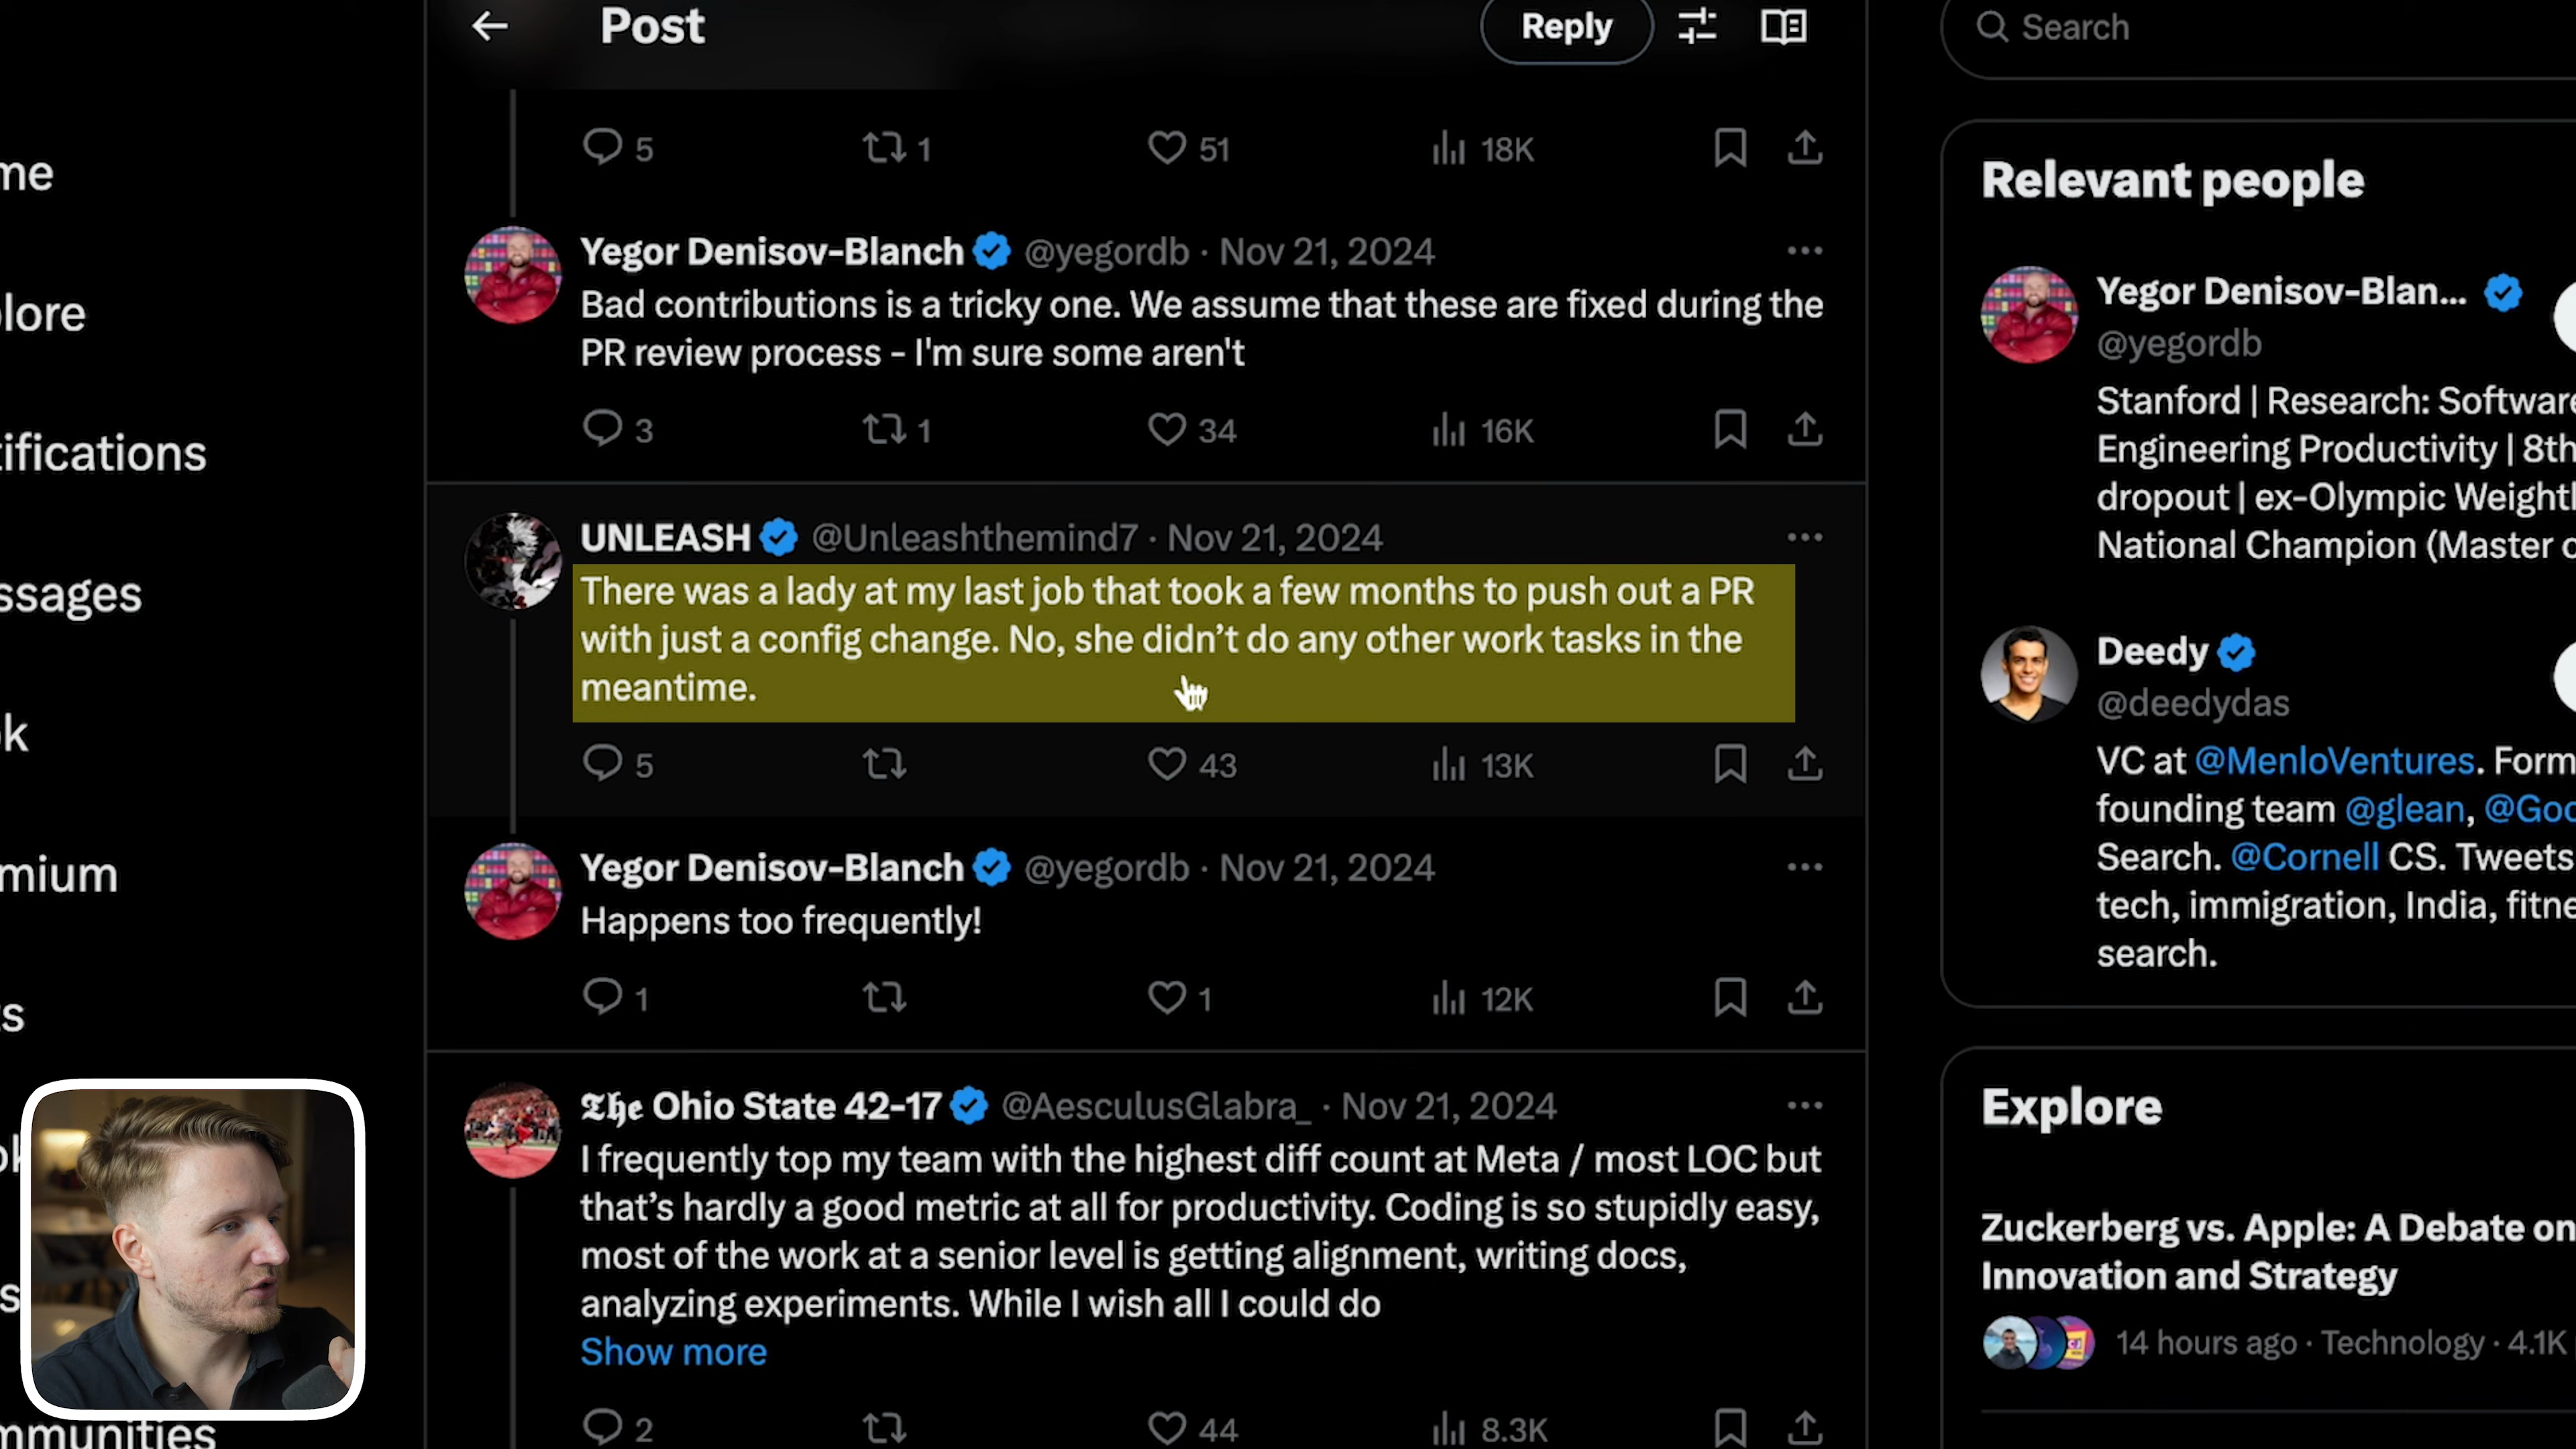 Post
Reply
Search
5
1
51
18K
Relevant people
Yegor Denisov-Blanch @yegordb · Nov 21, 2024
Bad contributions is a tricky one. We assume that these are fixed during the
PR review process - I'm sure some aren't
3
1
34
16K
UNLEASH @Unleashthemind7 · Nov 21, 2024
There was a lady at my last job that took a few months to push out a PR
with just a config change. No, she didn't do any other work tasks in the
meantime.
5
43
13K
Yegor Denisov-Blanch @yegordb · Nov 21, 2024
Happens too frequently!
1
1
12K
The Ohio State 42-17 @AesculusGlabra_ · Nov 21, 2024
I frequently top my team with the highest diff count at Meta / most LOC but
that's hardly a good metric at all for productivity. Coding is so stupidly easy,
most of the work at a senior level is getting alignment, writing docs,
analyzing experiments. While I wish all I could do
Show more
2
44
8.3K
Yegor Denisov-Blan...
@yegordb
Stanford | Research: Software
Engineering Productivity | 8th
dropout | ex-Olympic Weightl
National Champion (Master o
Deedy
@deedydas
VC at @MenloVentures. Form
founding team @glean, @Goo
Search. @Cornell CS. Tweets
tech, immigration, India, fitne
search.
Explore
Zuckerberg vs. Apple: A Debate on
Innovation and Strategy
14 hours ago · Technology · 4.1K
me
lore
tifications
ssages
ok
mium
ts
mmunities